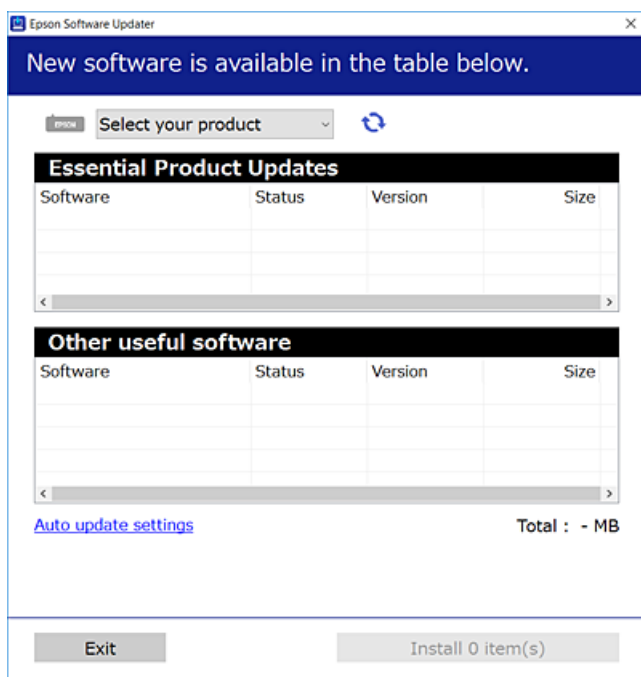 Epson Software Updater
New software is available in the table below.
EPSON Select your product
Essential Product Updates
Software Status Version Size
Other useful software
Software Status Version Size
Auto update settings Total : - MB
Exit Install 0 item(s)